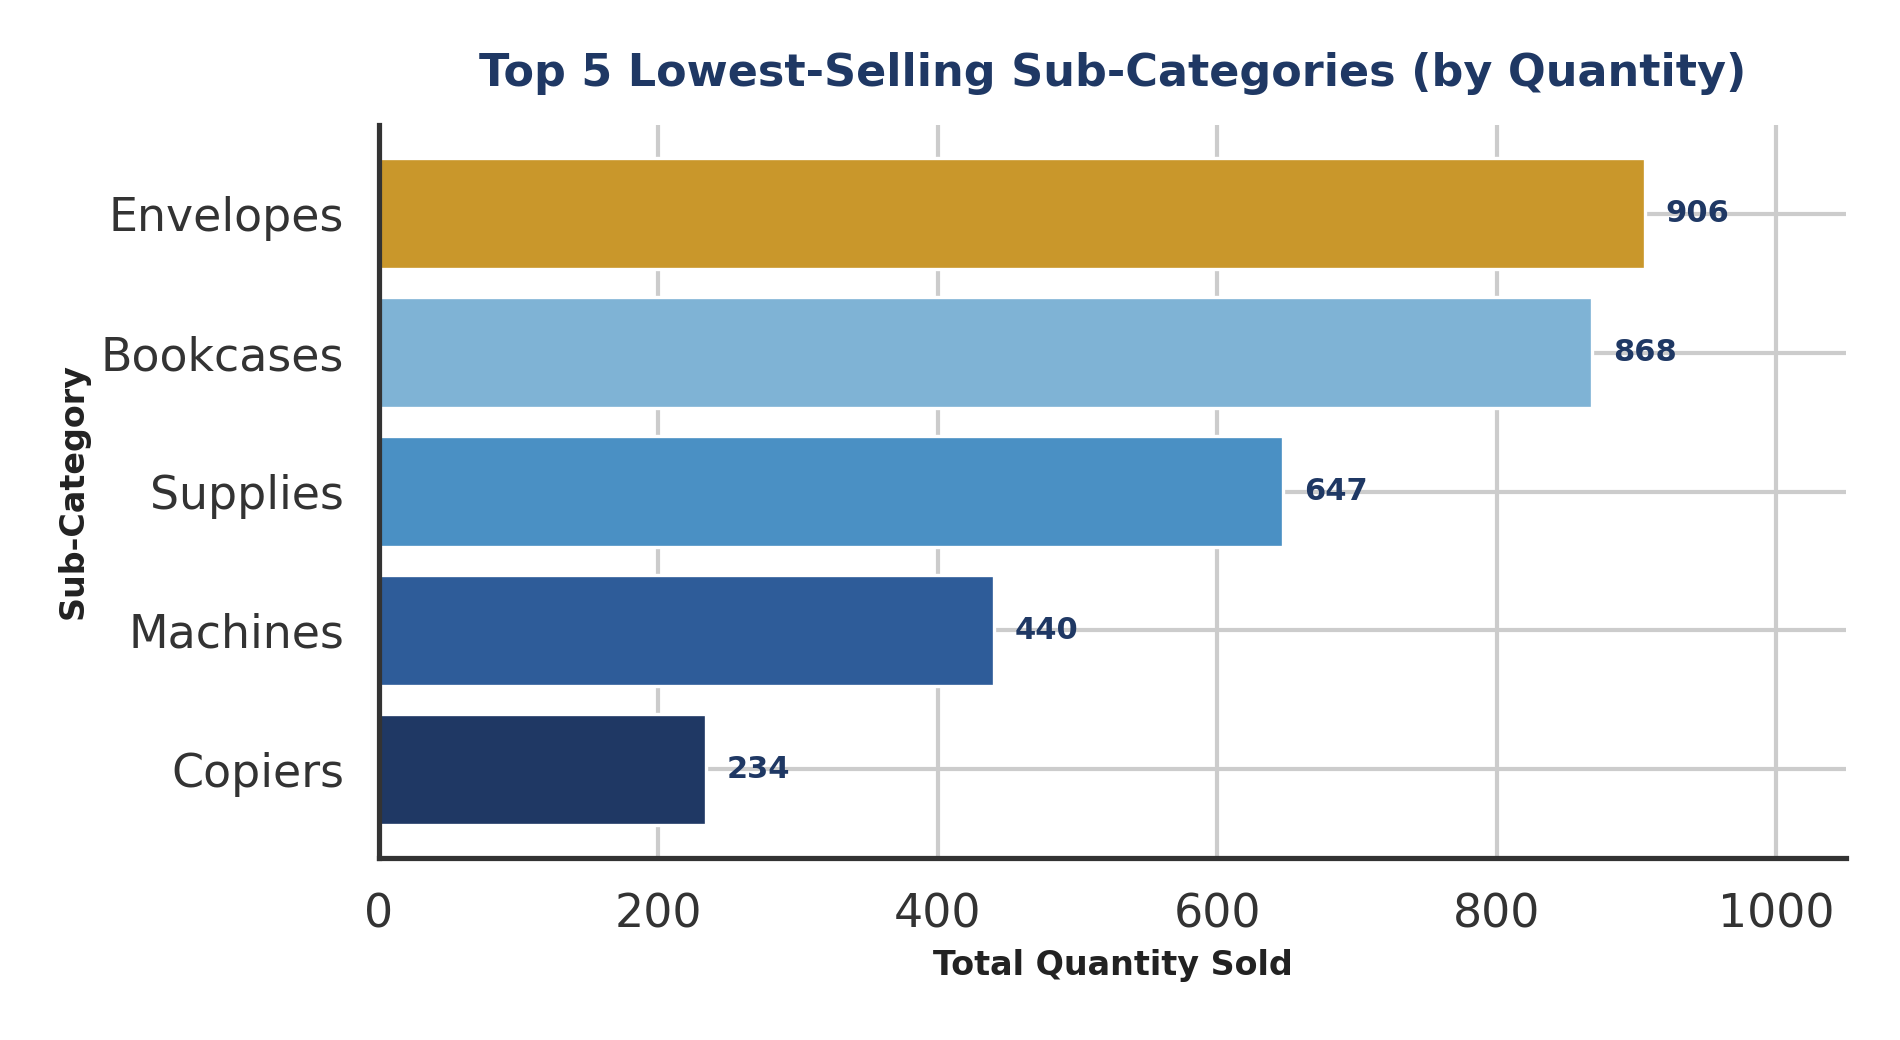 Top 5 Lowest-Selling Sub-Categories (by Quantity)
Sub-Category
Envelopes 906
Bookcases 868
Supplies 647
Machines 440
Copiers 234
0 200 400 600 800 1000
Total Quantity Sold